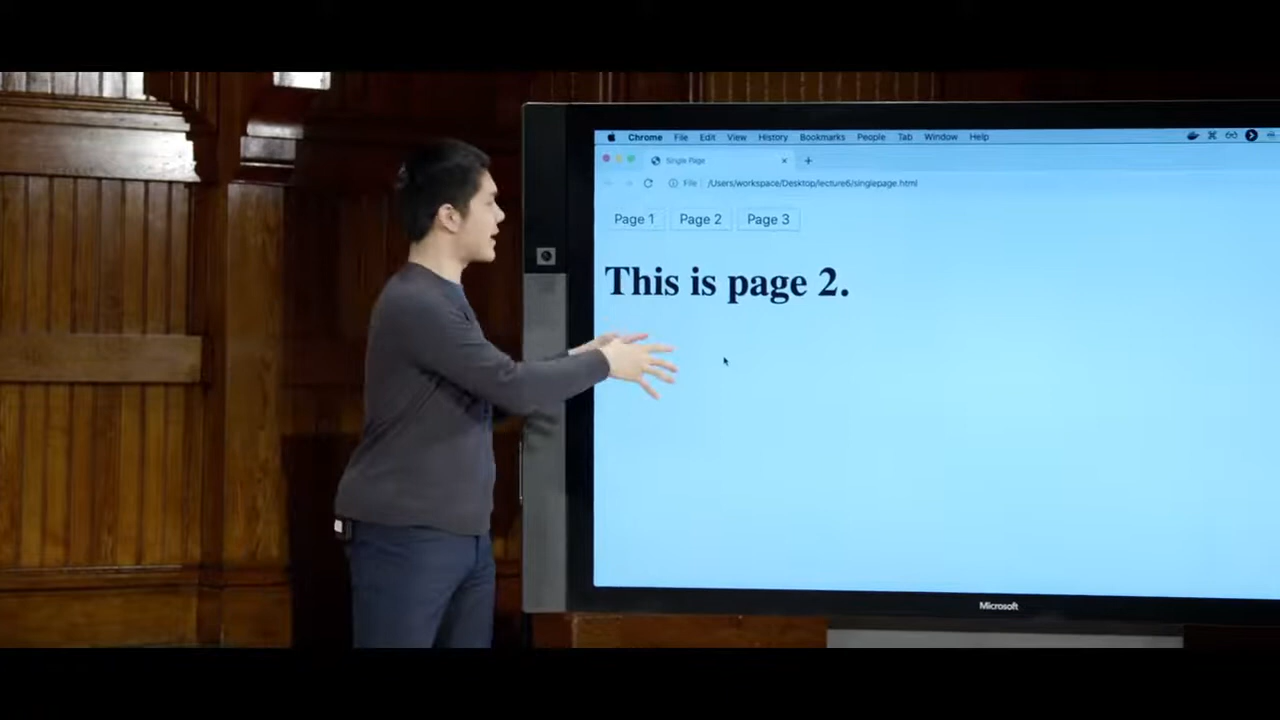 Chrome File Edit View History Bookmarks People Tab Window Help
Single Page
File /Users/workspace/Desktop/lecture6/singlepage.html
Page 1 Page 2 Page 3
This is page 2.
Microsoft